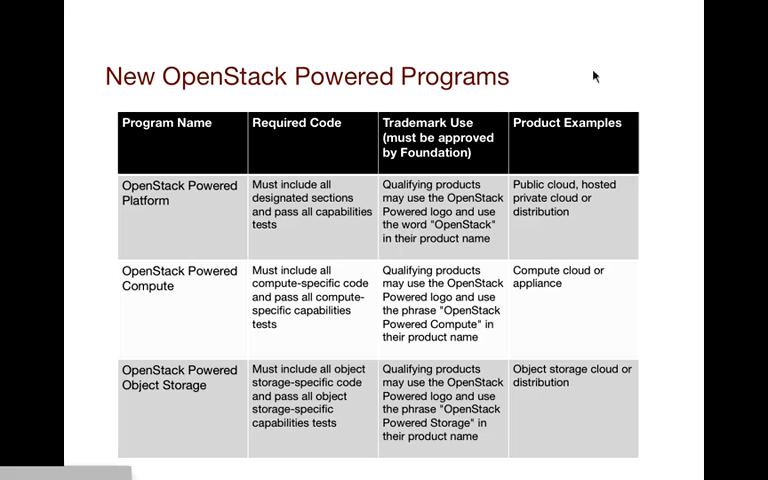 New OpenStack Powered Programs
Program Name
Required Code
Trademark Use
(must be approved
by Foundation)
Product Examples
OpenStack Powered
Platform
Must include all
designated sections
and pass all capabilities
tests
Qualifying products
may use the OpenStack
Powered logo and use
the word "OpenStack"
in their product name
Public cloud, hosted
private cloud or
distribution
OpenStack Powered
Compute
Must include all
compute-specific code
and pass all compute-
specific capabilities
tests
Qualifying products
may use the OpenStack
Powered logo and use
the phrase "OpenStack
Powered Compute" in
their product name
Compute cloud or
appliance
OpenStack Powered
Object Storage
Must include all object
storage-specific code
and pass all object
storage-specific
capabilities tests
Qualifying products
may use the OpenStack
Powered logo and use
the phrase "OpenStack
Powered Storage" in
their product name
Object storage cloud or
distribution